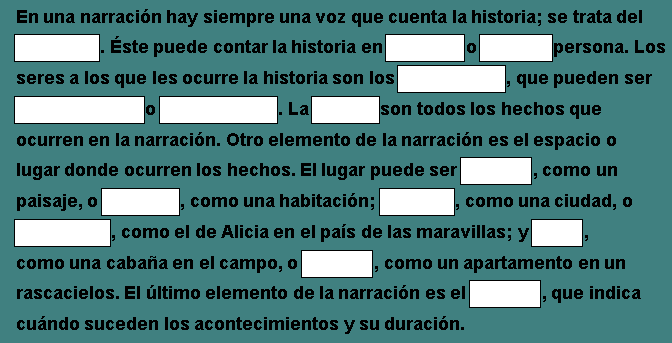 En una narración hay siempre una voz que cuenta la historia; se trata del
. Éste puede contar la historia en o persona. Los
seres a los que les ocurre la historia son los , que pueden ser
o . La son todos los hechos que
ocurren en la narración. Otro elemento de la narración es el espacio o
lugar donde ocurren los hechos. El lugar puede ser , como un
paisaje, o , como una habitación; , como una ciudad, o
, como el de Alicia en el país de las maravillas; y ,
como una cabaña en el campo, o , como un apartamento en un
rascacielos. El último elemento de la narración es el , que indica
cuándo suceden los acontecimientos y su duración.